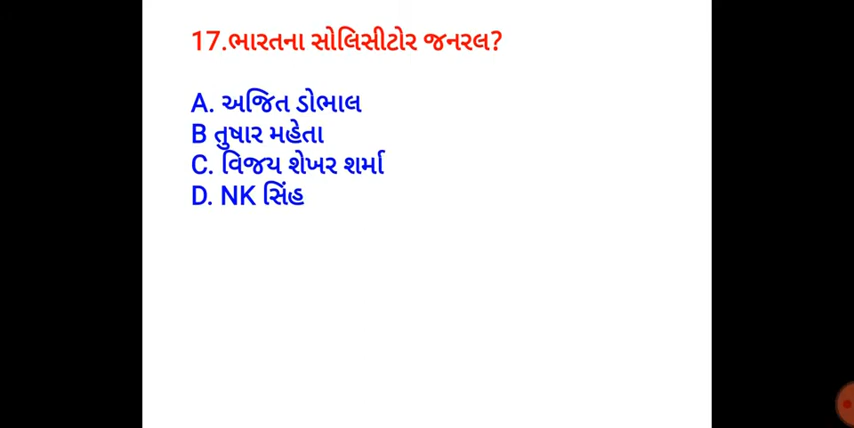 17.ભારતના સોલિસીટોર જનરલ?
A. અજિત ડોભાલ
B તુષાર મહેતા
C. વિજય શેખર શર્મા
D. NK સિંહ